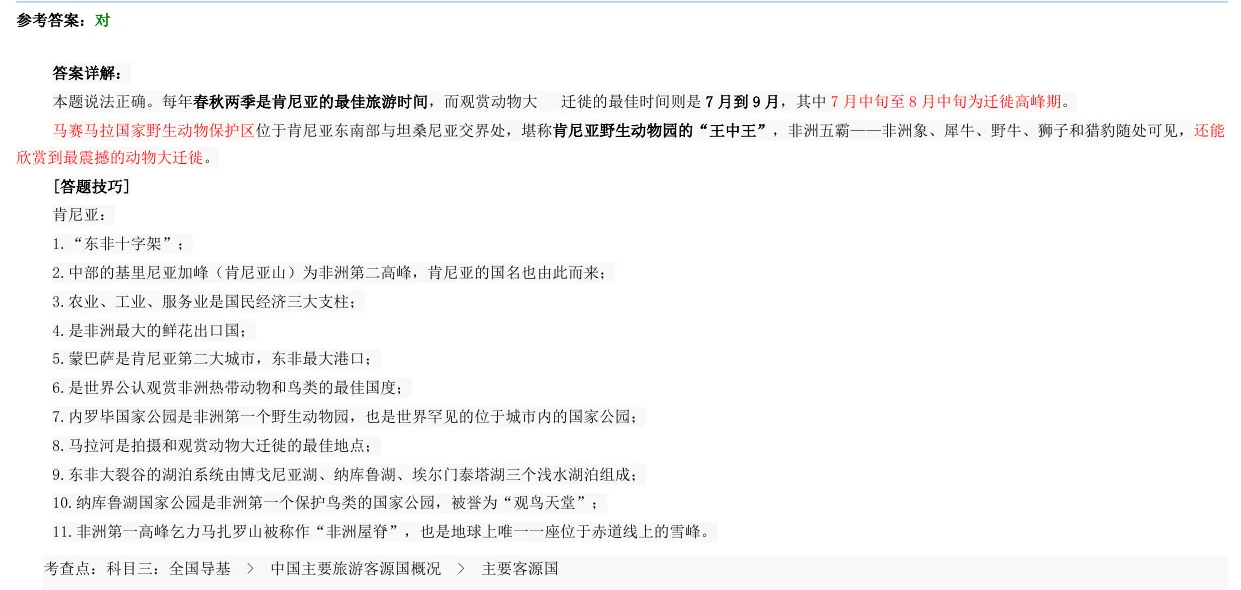 参考答案：对
答案详解：
本题说法正确。每年春秋两季是肯尼亚的最佳旅游时间，而观赏动物大 迁徙的最佳时间则是 7 月到 9 月，其中 7 月中旬至 8 月中旬为迁徙高峰期。
马赛马拉国家野生动物保护区位于肯尼亚东南部与坦桑尼亚交界处，堪称肯尼亚野生动物园的“王中王”，非洲五霸——非洲象、犀牛、野牛、狮子和猎豹随处可见，还能
欣赏到最震撼的动物大迁徙。
[答题技巧]
肯尼亚：
1. “东非十字架”；
2. 中部的基里尼亚加峰（肯尼亚山）为非洲第二高峰，肯尼亚的国名也由此而来；
3. 农业、工业、服务业是国民经济三大支柱；
4. 是非洲最大的鲜花出口国；
5. 蒙巴萨是肯尼亚第二大城市，东非最大港口；
6. 是世界公认观赏非洲热带动物和鸟类的最佳国度；
7. 内罗毕国家公园是非洲第一个野生动物园，也是世界罕见的位于城市内的国家公园；
8. 马拉河是拍摄和观赏动物大迁徙的最佳地点；
9. 东非大裂谷的湖泊系统由博戈尼亚湖、纳库鲁湖、埃尔门泰塔湖三个浅水湖泊组成；
10. 纳库鲁湖国家公园是非洲第一个保护鸟类的国家公园，被誉为“观鸟天堂”；
11. 非洲第一高峰乞力马扎罗山被称作“非洲屋脊”，也是地球上唯一一座位于赤道线上的雪峰。
考查点：科目三：全国导基 > 中国主要旅游客源国概况 > 主要客源国